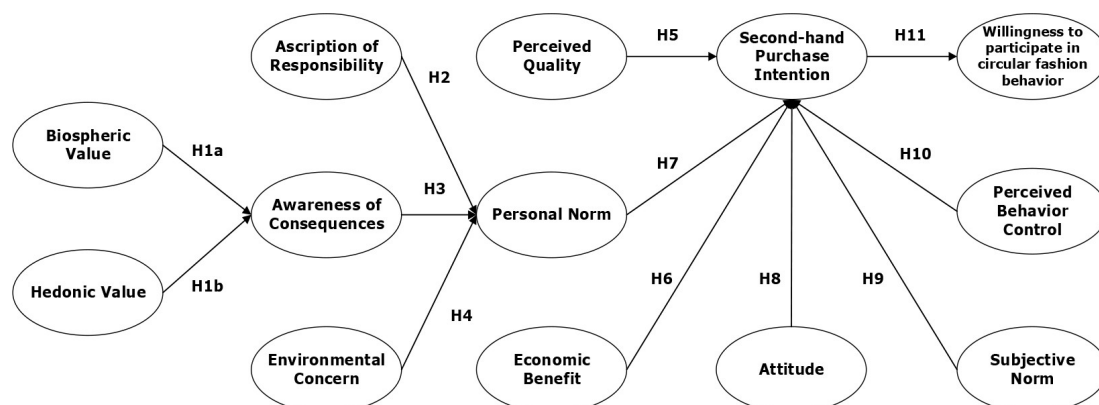 Ascription of
Responsibility
H2
Perceived
Quality
H5
Second-hand
Purchase
Intention
H11
Willingness to
participate in
circular fashion
behavior
Biospheric
Value
H1a
Hedonic Value
H1b
Awareness of
Consequences
H3
Personal Norm
H7
H10
Perceived
Behavior
Control
Environmental
Concern
H4
Economic
Benefit
H6
H8
Attitude
H9
Subjective
Norm